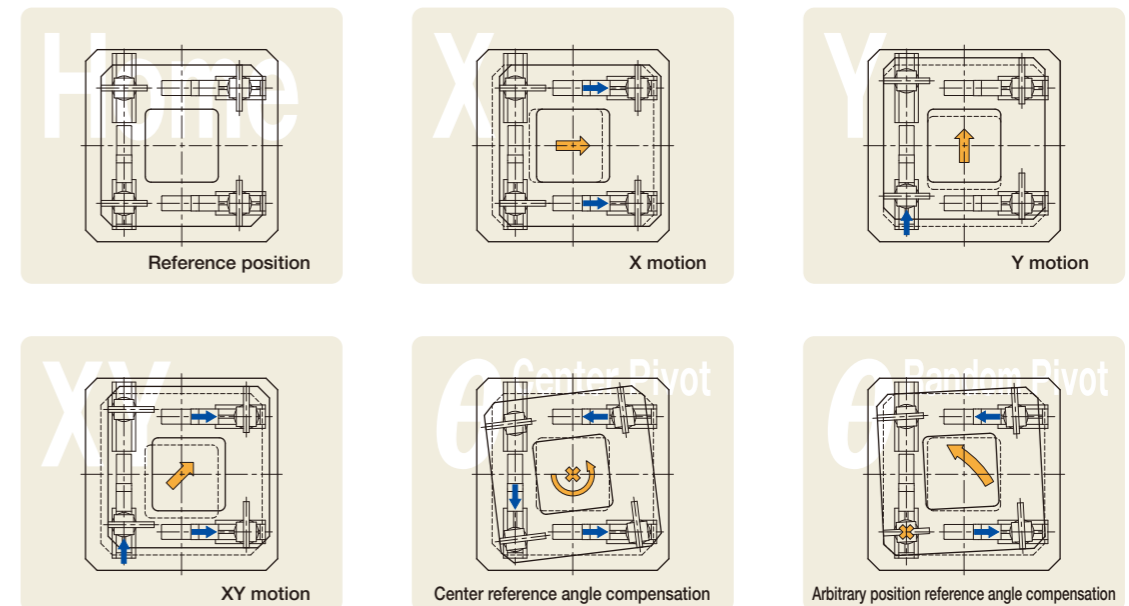 Home
Reference position
X
X motion
Y
Y motion
XY
XY motion
θ Center Pivot
Center reference angle compensation
θ Random Pivot
Arbitrary position reference angle compensation